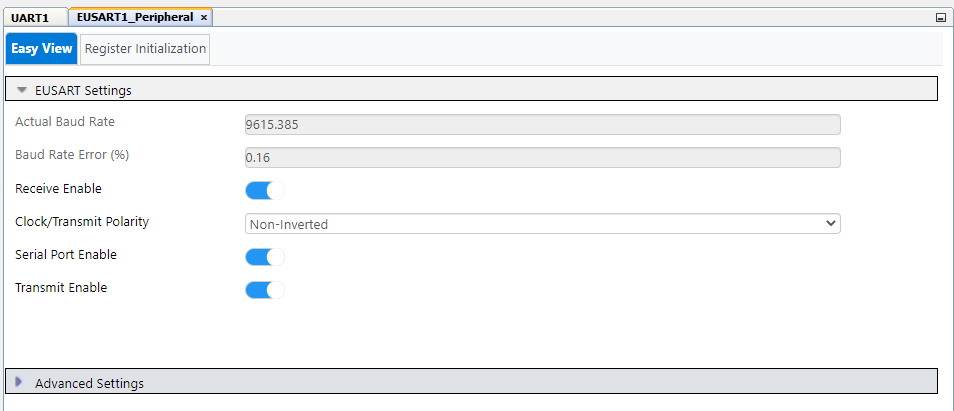 UART1 EUSART1_Peripheral ×
Easy View Register Initialization
EUSART Settings
Actual Baud Rate 9615.385
Baud Rate Error (%) 0.16
Receive Enable
Clock/Transmit Polarity Non-Inverted
Serial Port Enable
Transmit Enable
Advanced Settings